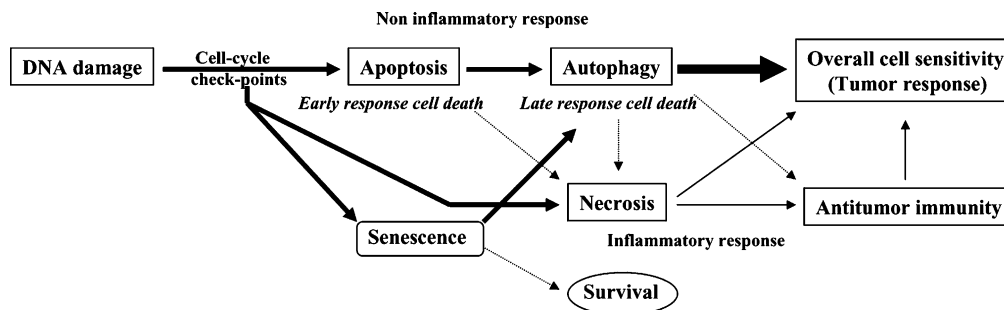 Non inflammatory response
DNA damage
Cell-cycle
check-points
Apoptosis
Autophagy
Overall cell sensitivity
(Tumor response)
Early response cell death
Late response cell death
Necrosis
Antitumor immunity
Senescence
Inflammatory response
Survival